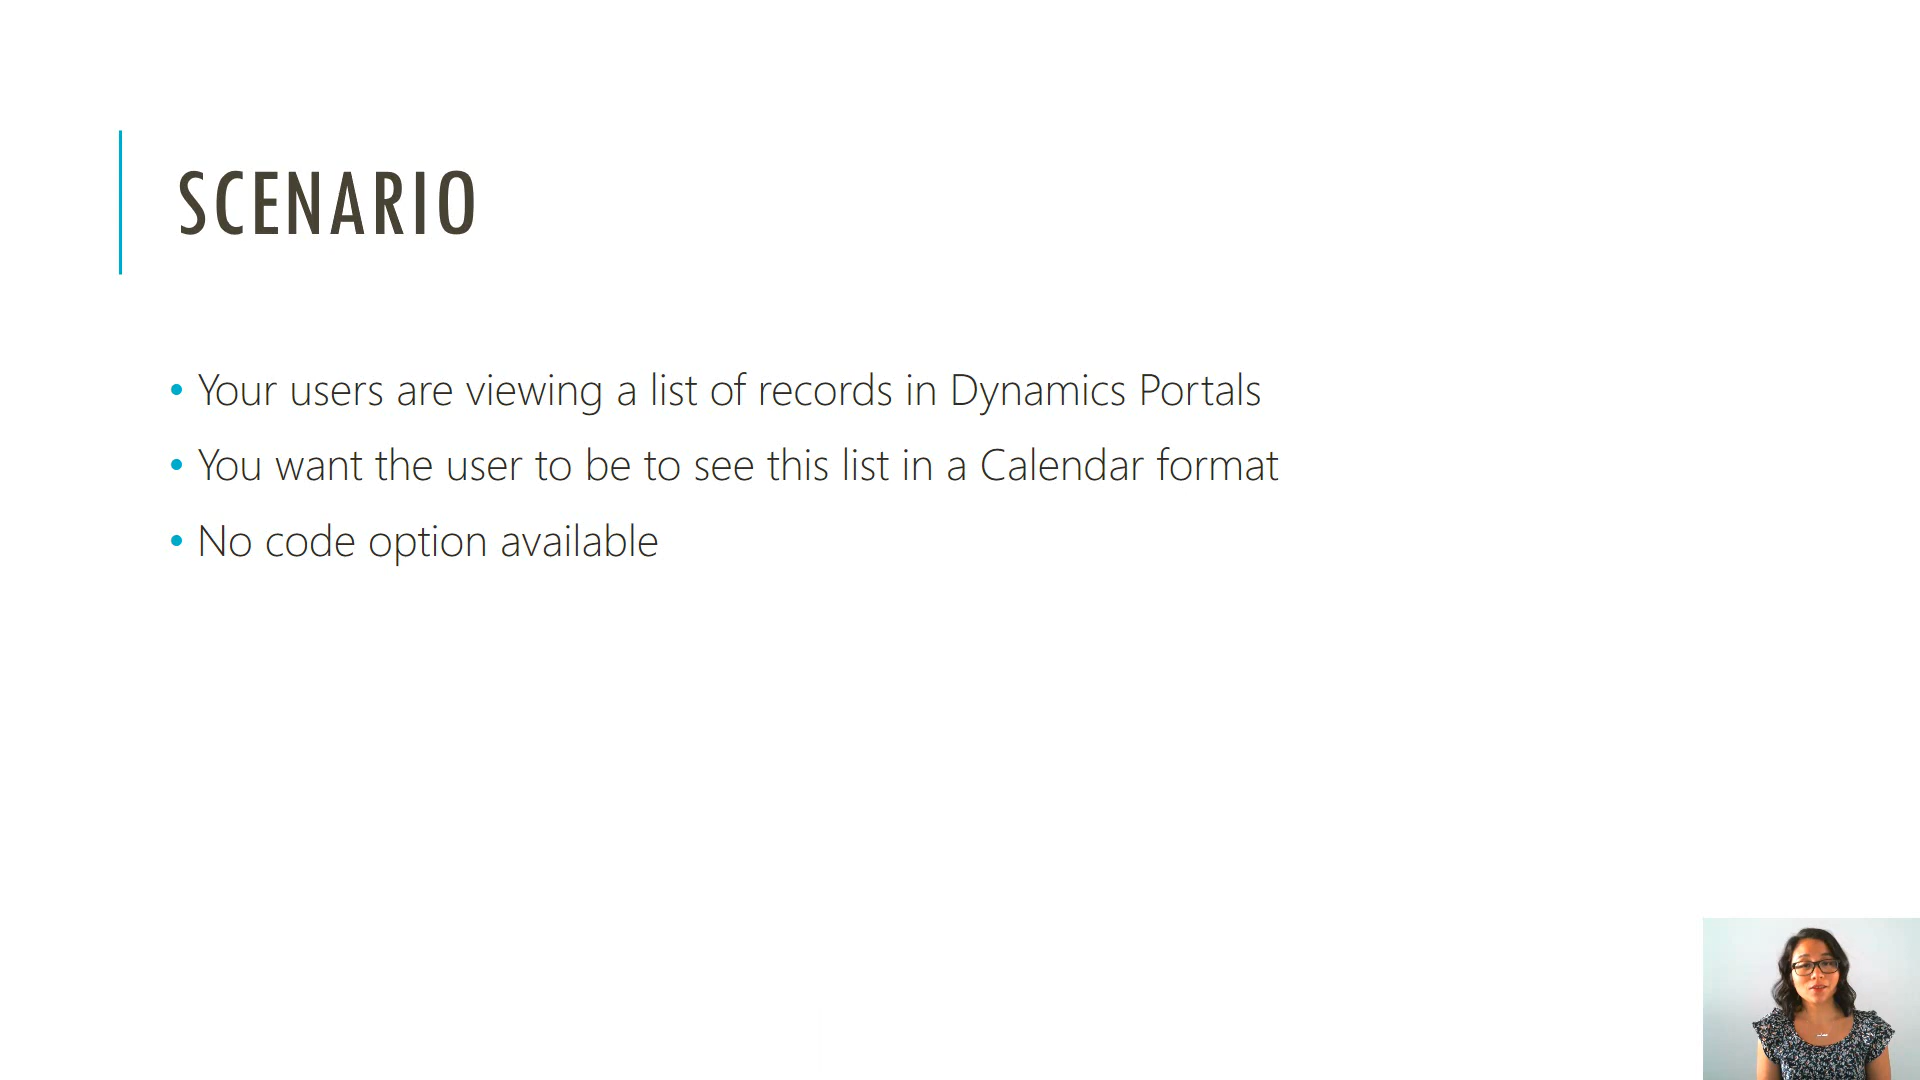 SCENARIO
• Your users are viewing a list of records in Dynamics Portals
• You want the user to be to see this list in a Calendar format
• No code option available